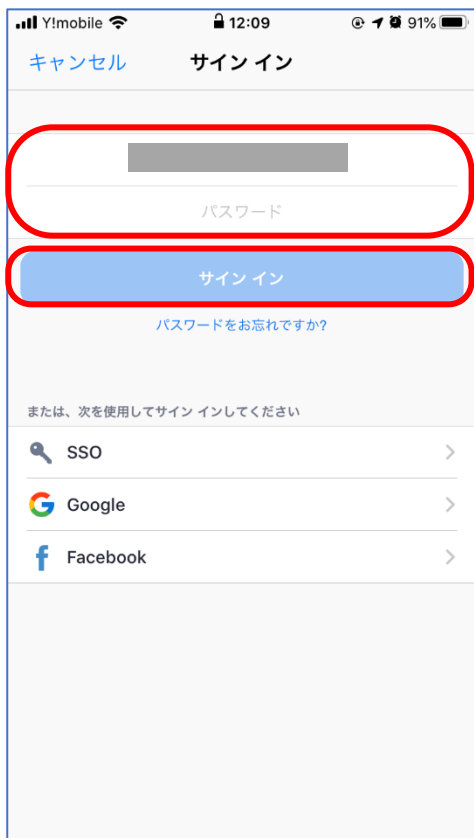 Y!mobile 12:09 91%
キャンセル サイン イン
パスワード
サイン イン
パスワードをお忘れですか?
または、次を使用してサイン インしてください
SSO
Google
Facebook